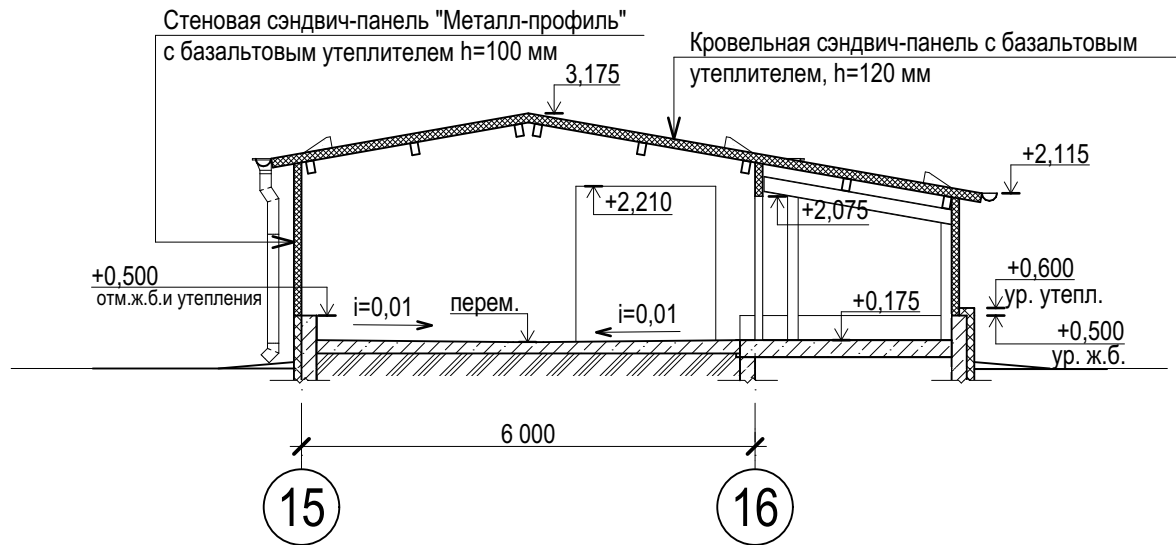 Стеновая сэндвич-панель "Металл-профиль"
с базальтовым утеплителем h=100 мм
Кровельная сэндвич-панель с базальтовым
утеплителем, h=120 мм
3,175
+2,115
+2,210
+2,075
+0,500
отм.ж.б.и утепления
i=0,01
перем.
i=0,01
+0,175
+0,600
ур. утепл.
+0,500
ур. ж.б.
6 000
15
16